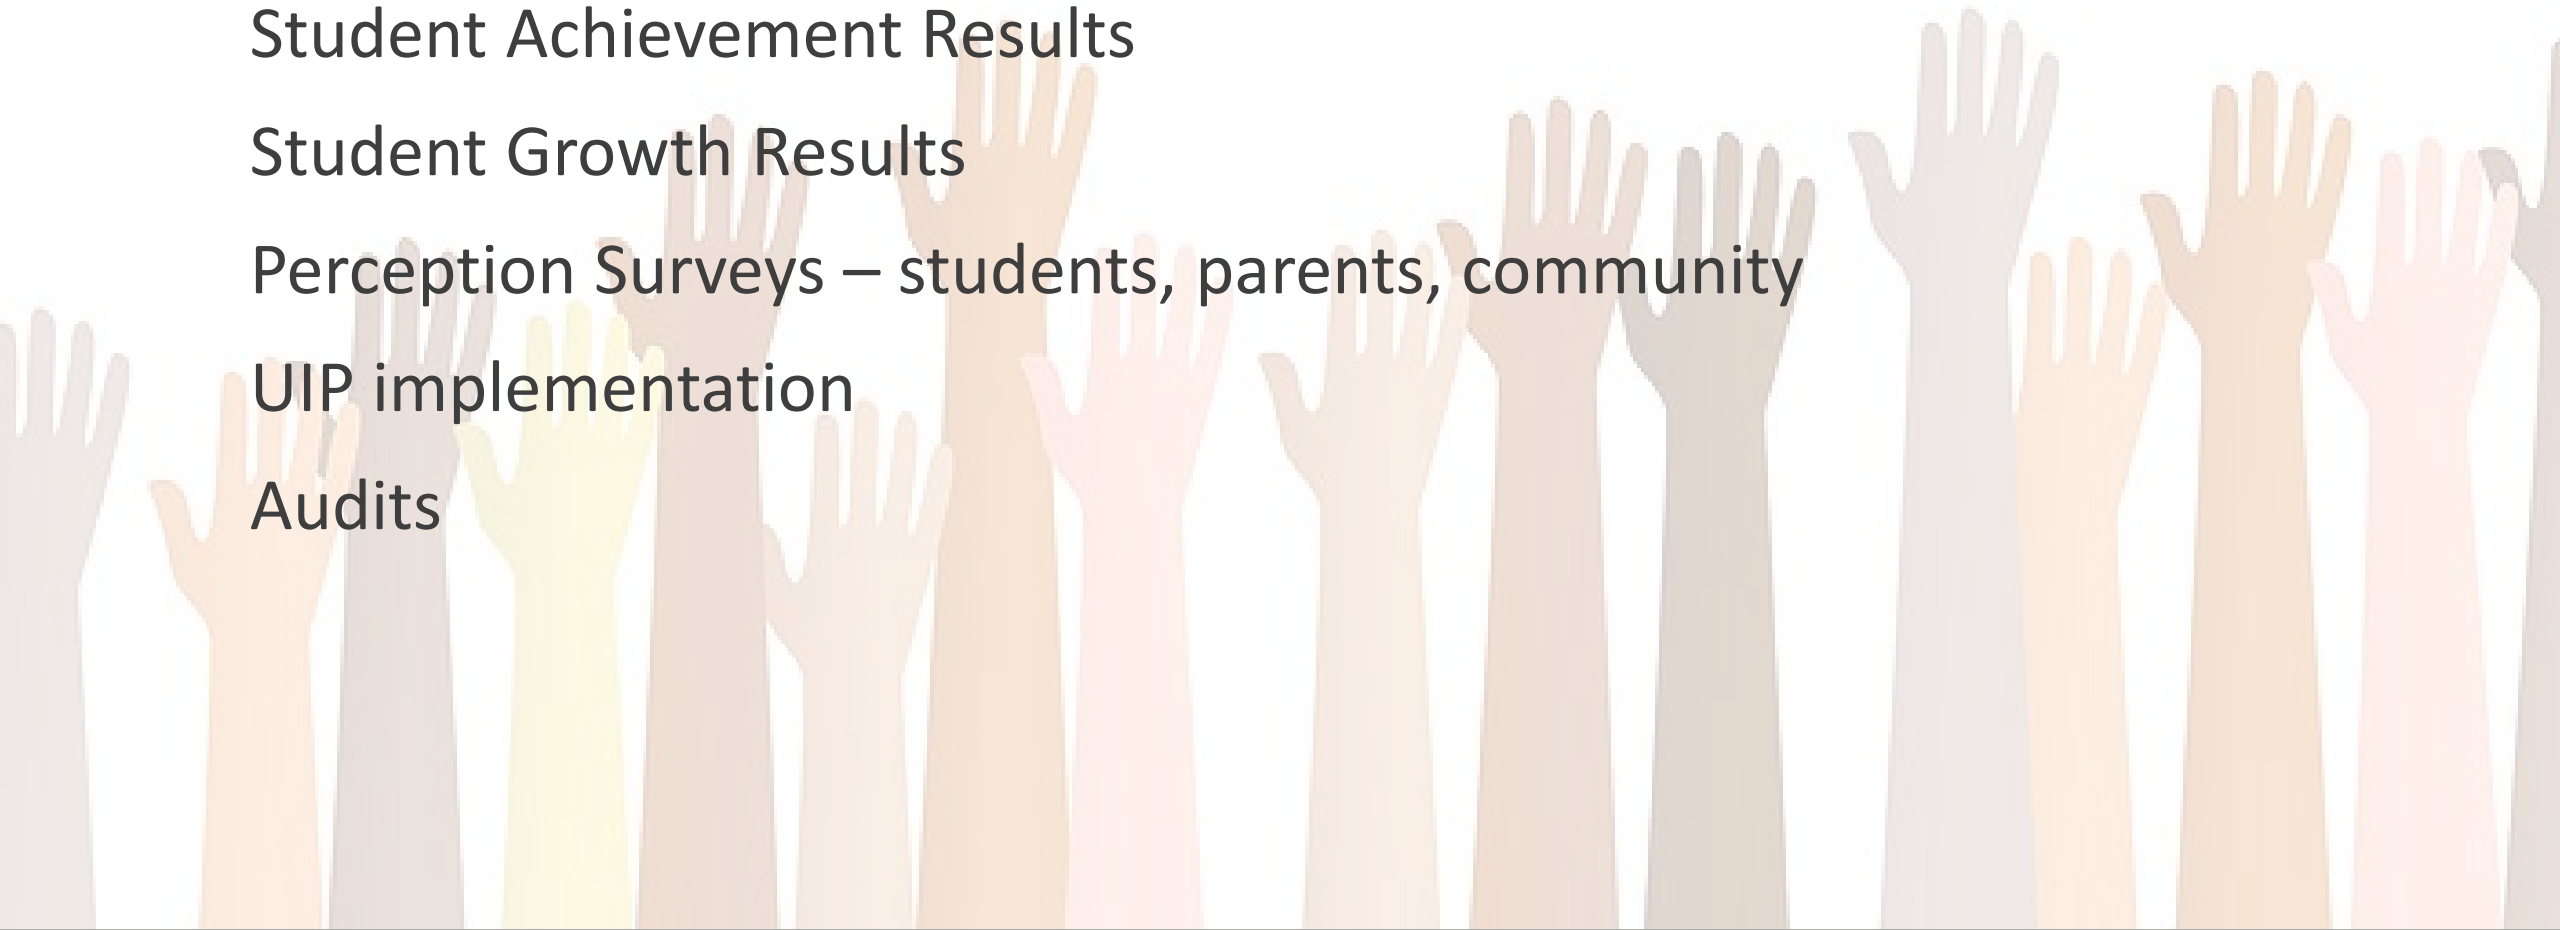 Student Achievement Results
Student Growth Results
Perception Surveys – students, parents, community
UIP implementation
Audits